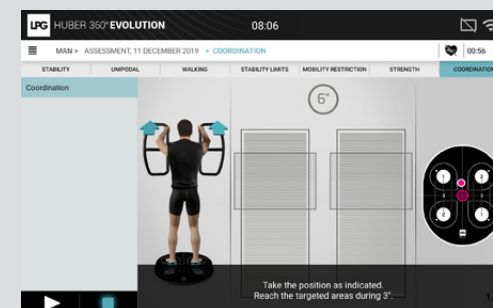 LPG HUBER 360° EVOLUTION 08:06
MAN > ASSESSMENT, 11 DECEMBER 2019 > COORDINATION 00:56
STABILITY UNIPODAL WALKING STABILITY LIMITS MOBILITY RESTRICTION STRENGTH COORDINATION
Coordination
6"
Take the position as indicated.
Reach the targeted areas during 3".